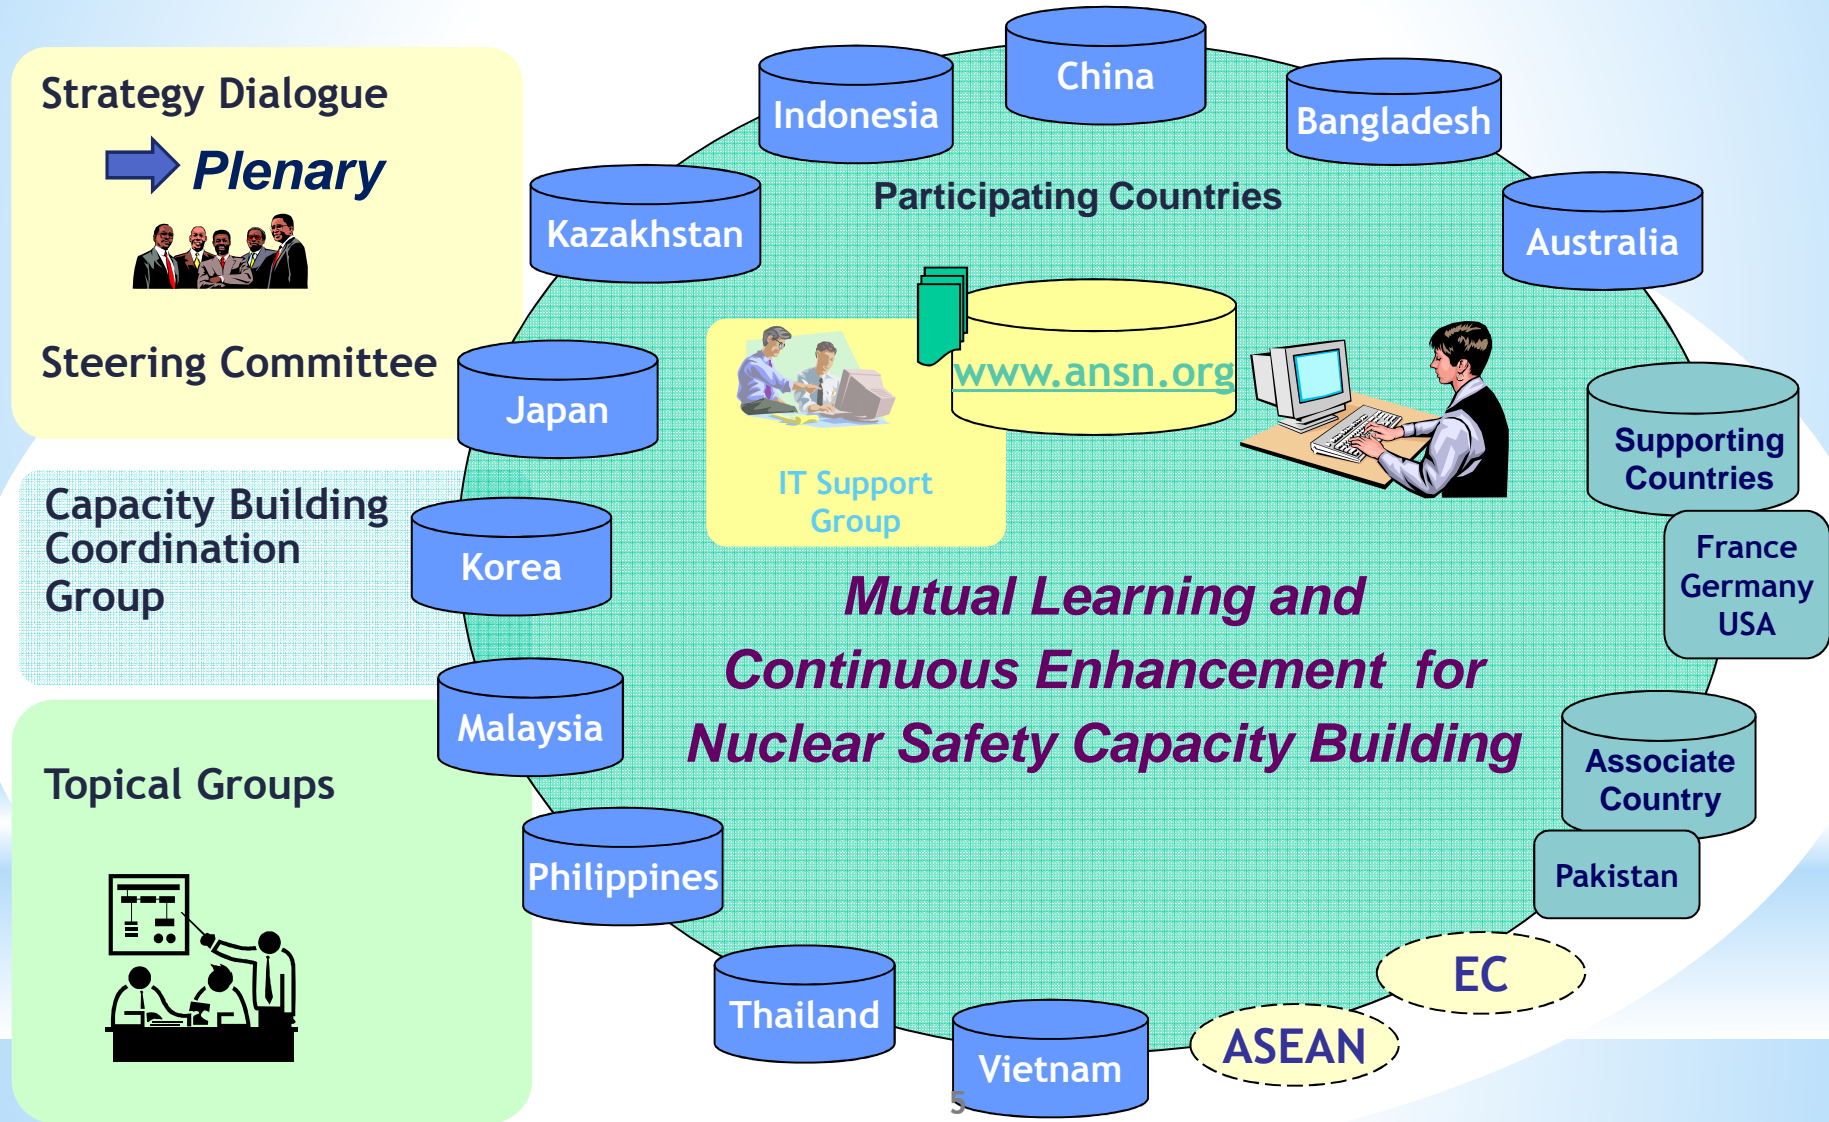 Strategy Dialogue
Plenary
Steering Committee
Capacity Building
Coordination
Group
Topical Groups
China
Indonesia
Bangladesh
Participating Countries
Kazakhstan
Australia
www.ansn.org
Japan
IT Support
Group
Supporting
Countries
Korea
France
Germany
USA
Mutual Learning and
Continuous Enhancement for
Nuclear Safety Capacity Building
Malaysia
Associate
Country
Philippines
Pakistan
EC
Thailand
ASEAN
Vietnam
5